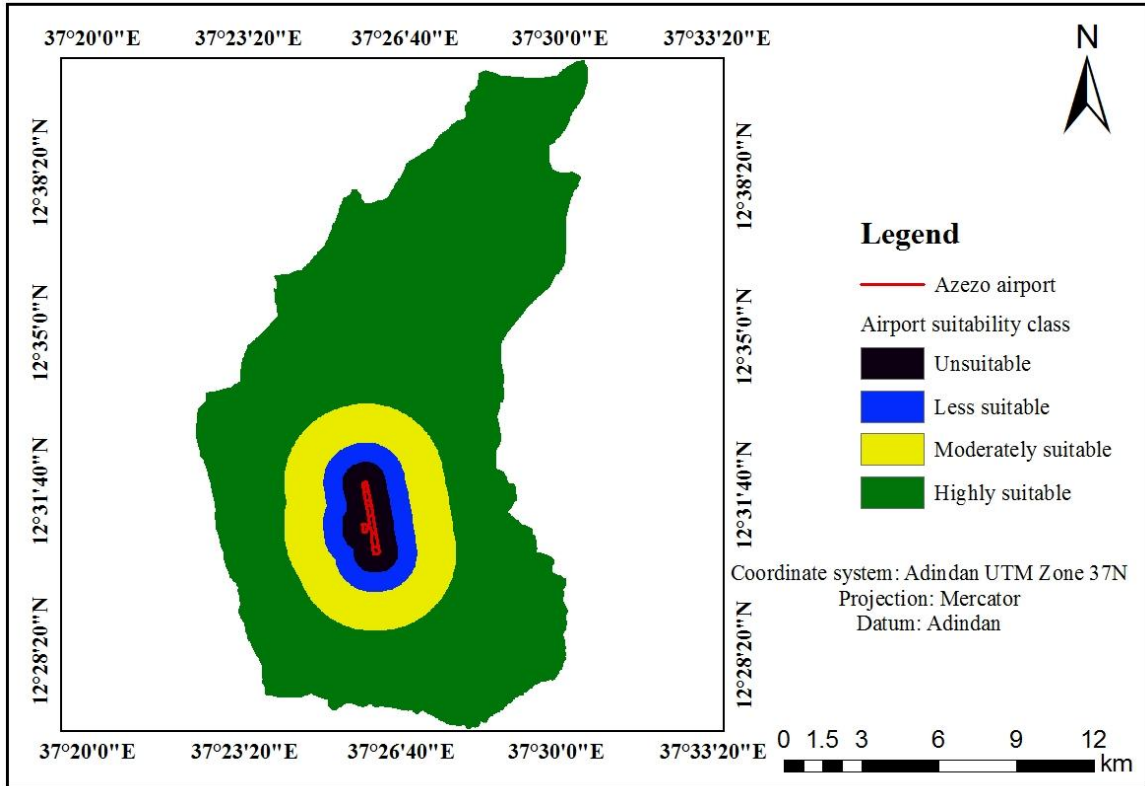 37°20'0"E 37°23'20"E 37°26'40"E 37°30'0"E 37°33'20"E
N
12°38'20"N
12°35'0"N
12°31'40"N
12°28'20"N
12°38'20"N
12°35'0"N
12°31'40"N
12°28'20"N
Legend
Azezo airport
Airport suitability class
Unsuitable
Less suitable
Moderately suitable
Highly suitable
Coordinate system: Adindan UTM Zone 37N
Projection: Mercator
Datum: Adindan
37°20'0"E 37°23'20"E 37°26'40"E 37°30'0"E 37°33'20"E
0 1.5 3 6 9 12
km